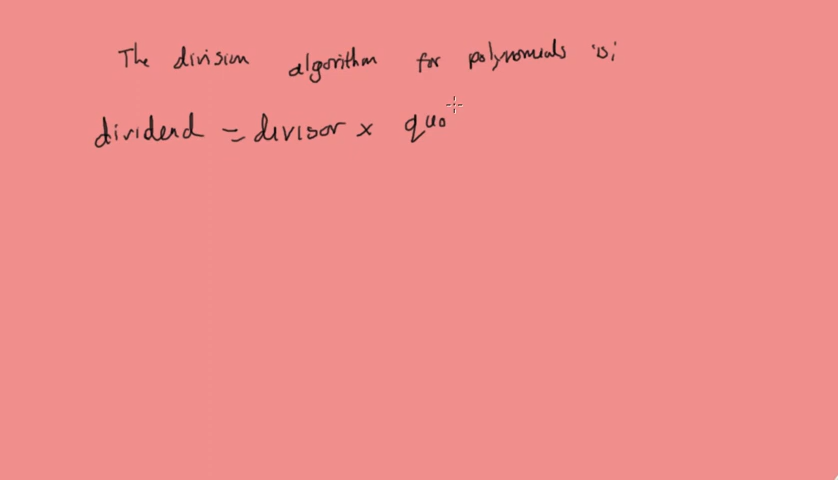 The division algorithm for polynomials is;
dividend = divisor × quo